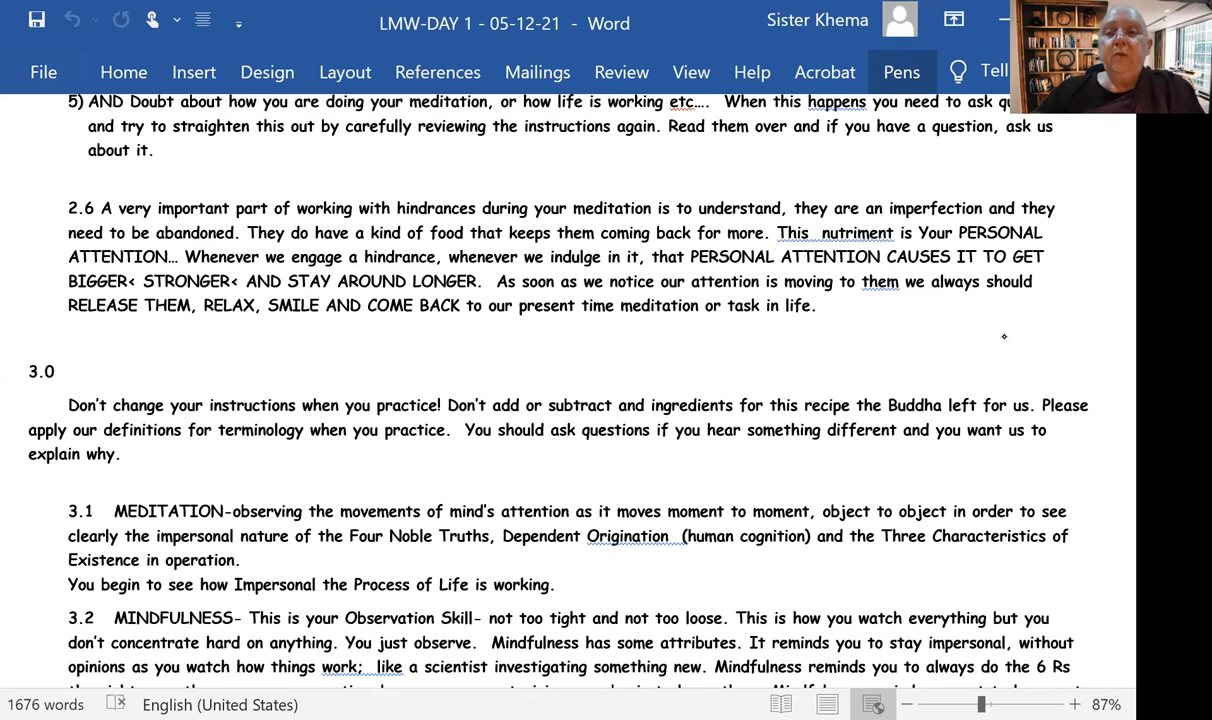 LMW-DAY 1 - 05-12-21 - Word
Sister Khema
File Home Insert Design Layout References Mailings Review View Help Acrobat Pens Tell
5) AND Doubt about how you are doing your meditation, or how life is working etc…. When this happens you need to ask
and try to straighten this out by carefully reviewing the instructions again. Read them over and if you have a question, ask us
about it.
2.6 A very important part of working with hindrances during your meditation is to understand, they are an imperfection and they
need to be abandoned. They do have a kind of food that keeps them coming back for more. This nutriment is Your PERSONAL
ATTENTION… Whenever we engage a hindrance, whenever we indulge in it, that PERSONAL ATTENTION CAUSES IT TO GET
BIGGER< STRONGER< AND STAY AROUND LONGER. As soon as we notice our attention is moving to them we always should
RELEASE THEM, RELAX, SMILE AND COME BACK to our present time meditation or task in life.
3.0
Don't change your instructions when you practice! Don't add or subtract and ingredients for this recipe the Buddha left for us. Please
apply our definitions for terminology when you practice. You should ask questions if you hear something different and you want us to
explain why.
3.1 MEDITATION-observing the movements of mind's attention as it moves moment to moment, object to object in order to see
clearly the impersonal nature of the Four Noble Truths, Dependent Origination (human cognition) and the Three Characteristics of
Existence in operation.
You begin to see how Impersonal the Process of Life is working.
3.2 MINDFULNESS- This is your Observation Skill- not too tight and not too loose. This is how you watch everything but you
don't concentrate hard on anything. You just observe. Mindfulness has some attributes. It reminds you to stay impersonal, without
opinions as you watch how things work; like a scientist investigating something new. Mindfulness reminds you to always do the 6 Rs
1676 words English (United States) 87%